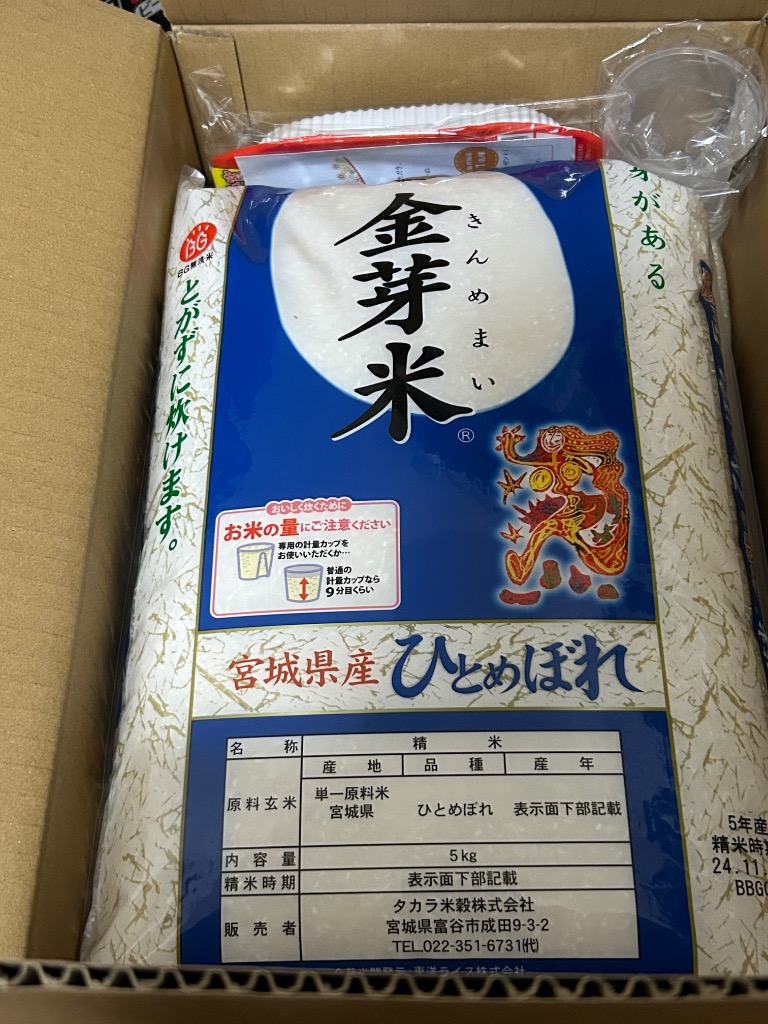 金芽米
きんめまい
®
BG
BG無洗米
とがずに炊けます。
がある
おいしく炊くために
お米の量にご注意ください
専用の計量カップを
お使いいただくか…
普通の
計量カップなら
9分目くらい
宮城県産 ひとめぼれ
名称 精米
原料玄米 産地 品種 産年
単一原料米
宮城県 ひとめぼれ 表示面下部記載
内容量 5kg
精米時期 表示面下部記載
販売者 タカラ米穀株式会社
宮城県富谷市成田9-3-2
TEL.022-351-6731㈹
5年産
精米時期
24.11.
BBG